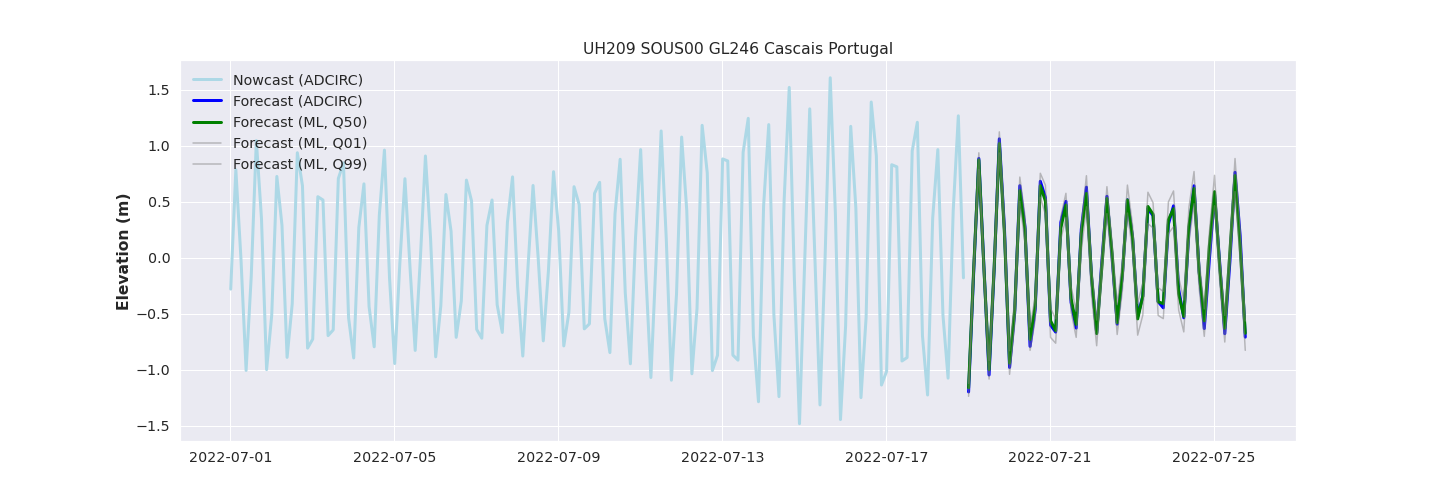 UH209 SOUS00 GL246 Cascais Portugal
Nowcast (ADCIRC)
Forecast (ADCIRC)
Forecast (ML, Q50)
Forecast (ML, Q01)
Forecast (ML, Q99)
Elevation (m)
1.5
1.0
0.5
0.0
−0.5
−1.0
−1.5
2022-07-01
2022-07-05
2022-07-09
2022-07-13
2022-07-17
2022-07-21
2022-07-25